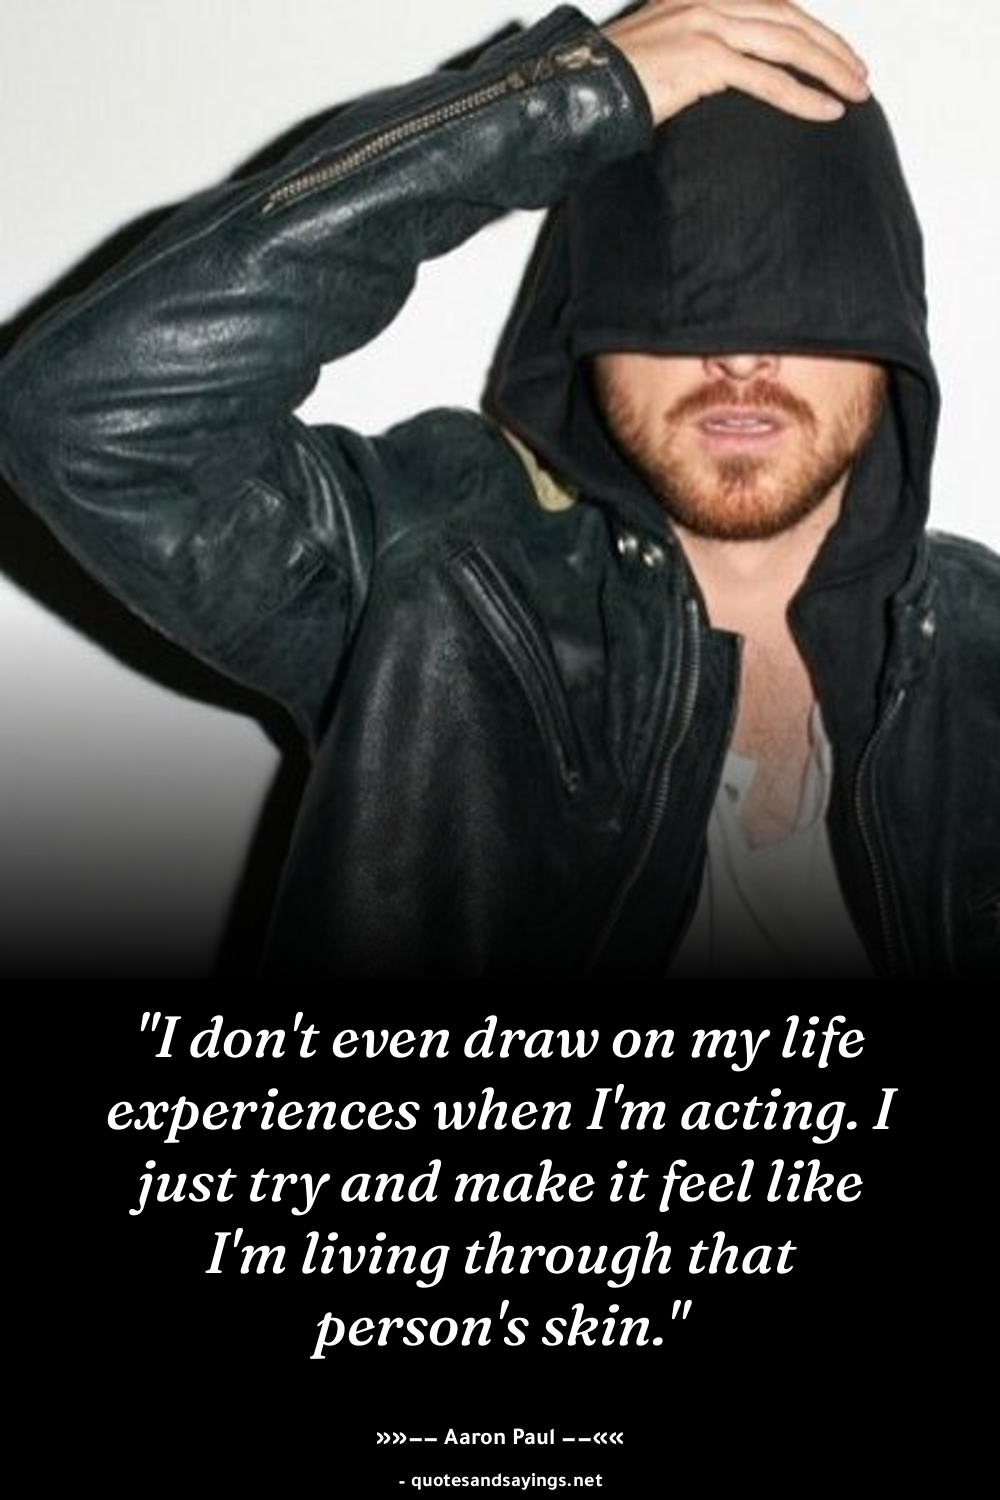 "I don't even draw on my life
experiences when I'm acting. I
just try and make it feel like
I'm living through that
person's skin."
»»–– Aaron Paul ––««
- quotesandsayings.net